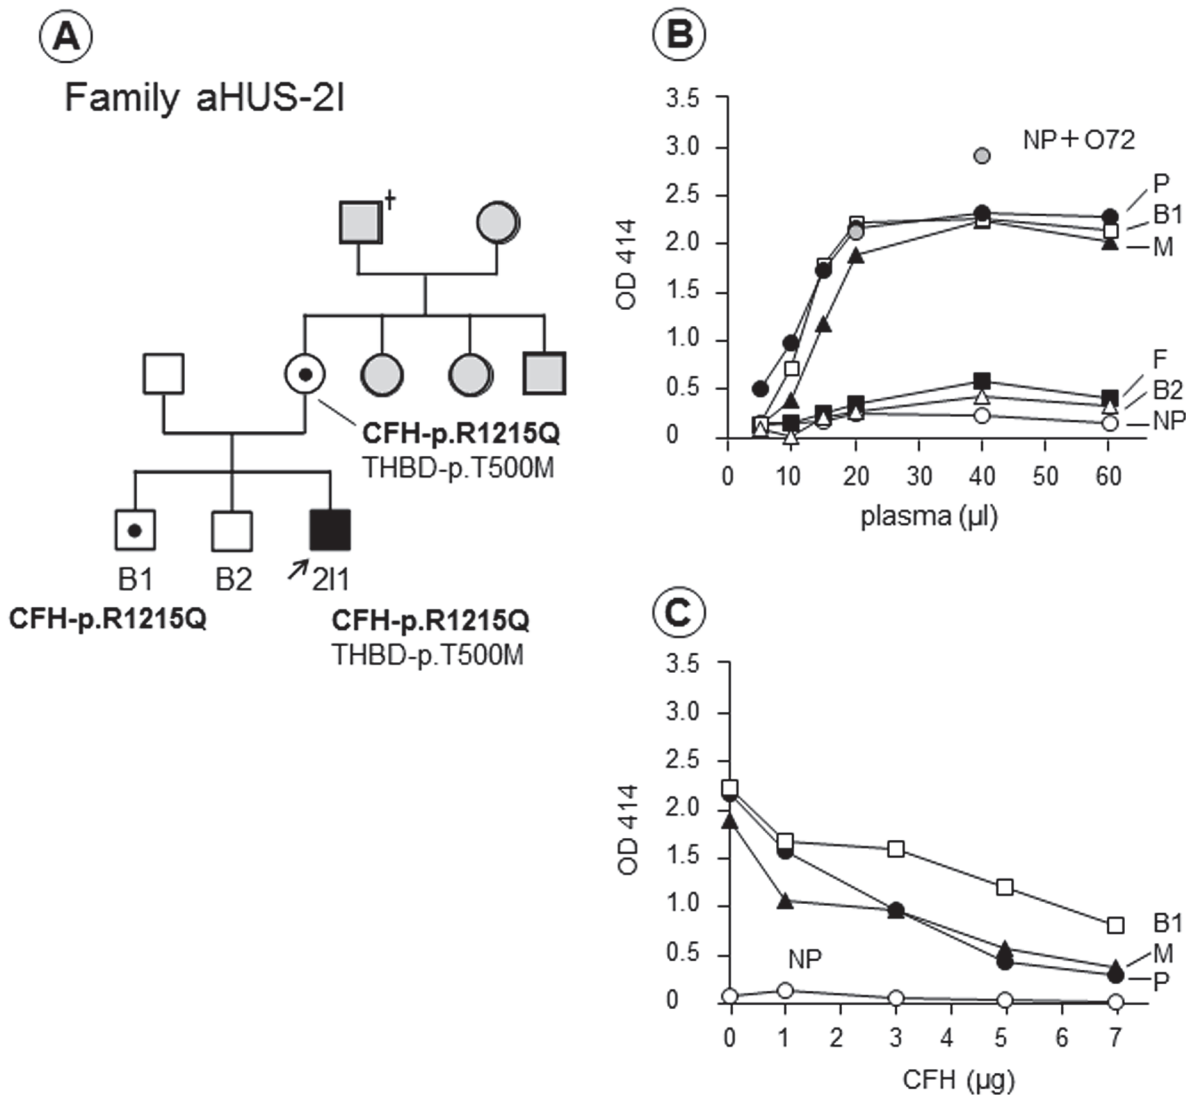 A
Family aHUS-2I
†
CFH-p.R1215Q
THBD-p.T500M
B1
B2
2I1
CFH-p.R1215Q
CFH-p.R1215Q
THBD-p.T500M
B
3.5
3.0
2.5
2.0
1.5
1.0
0.5
0
OD 414
NP+O72
P
B1
M
F
B2
NP
0 10 20 30 40 50 60
plasma (µl)
C
3.5
3.0
2.5
2.0
1.5
1.0
0.5
0
OD 414
NP
B1
M
P
0 1 2 3 4 5 6 7
CFH (µg)